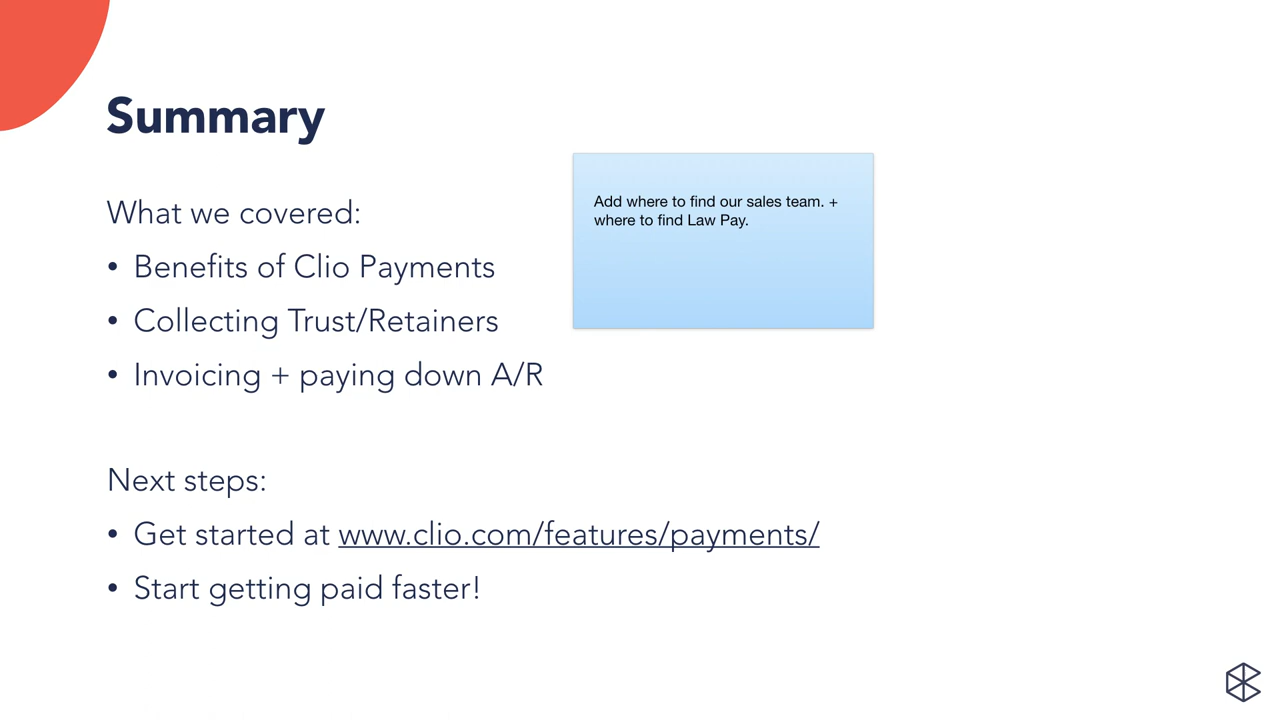 Summary
What we covered:
• Benefits of Clio Payments
• Collecting Trust/Retainers
• Invoicing + paying down A/R
Add where to find our sales team. +
where to find Law Pay.
Next steps:
• Get started at www.clio.com/features/payments/
• Start getting paid faster!